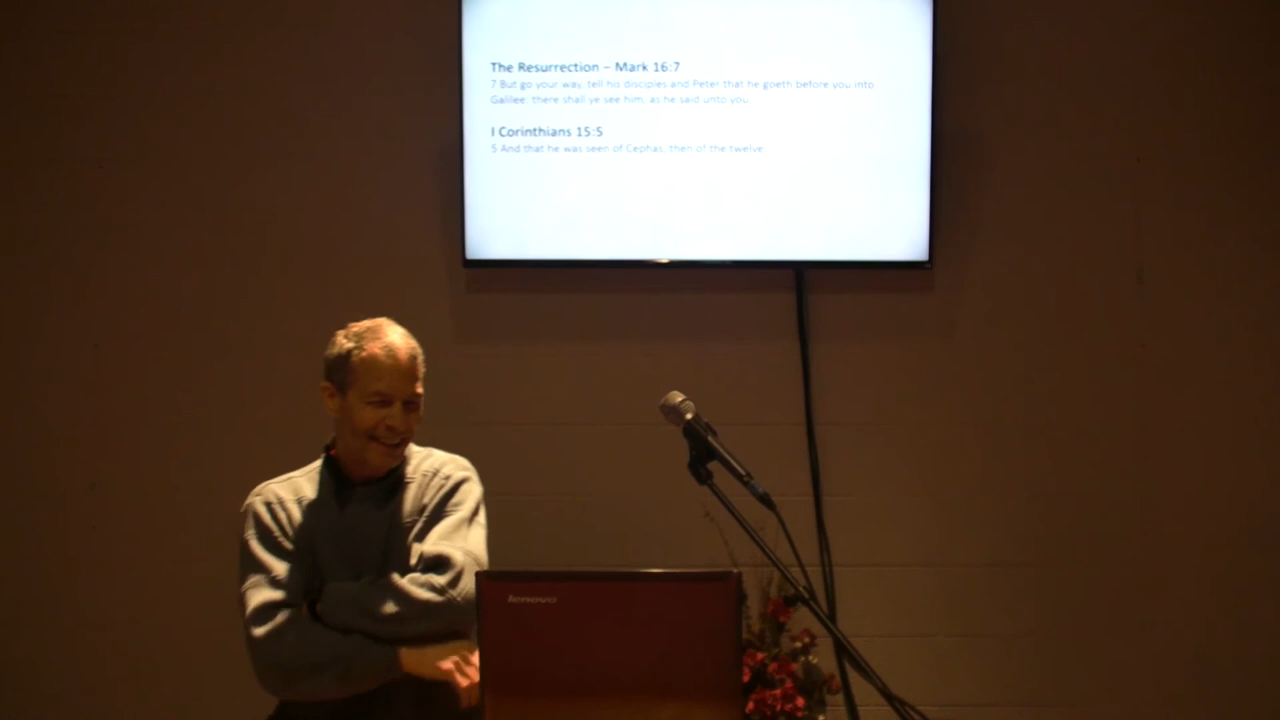 The Resurrection – Mark 16:7
7 But go your way, tell his disciples and Peter that he goeth before you into
Galilee: there shall ye see him, as he said unto you.
I Corinthians 15:5
5 And that he was seen of Cephas, then of the twelve:
lenovo